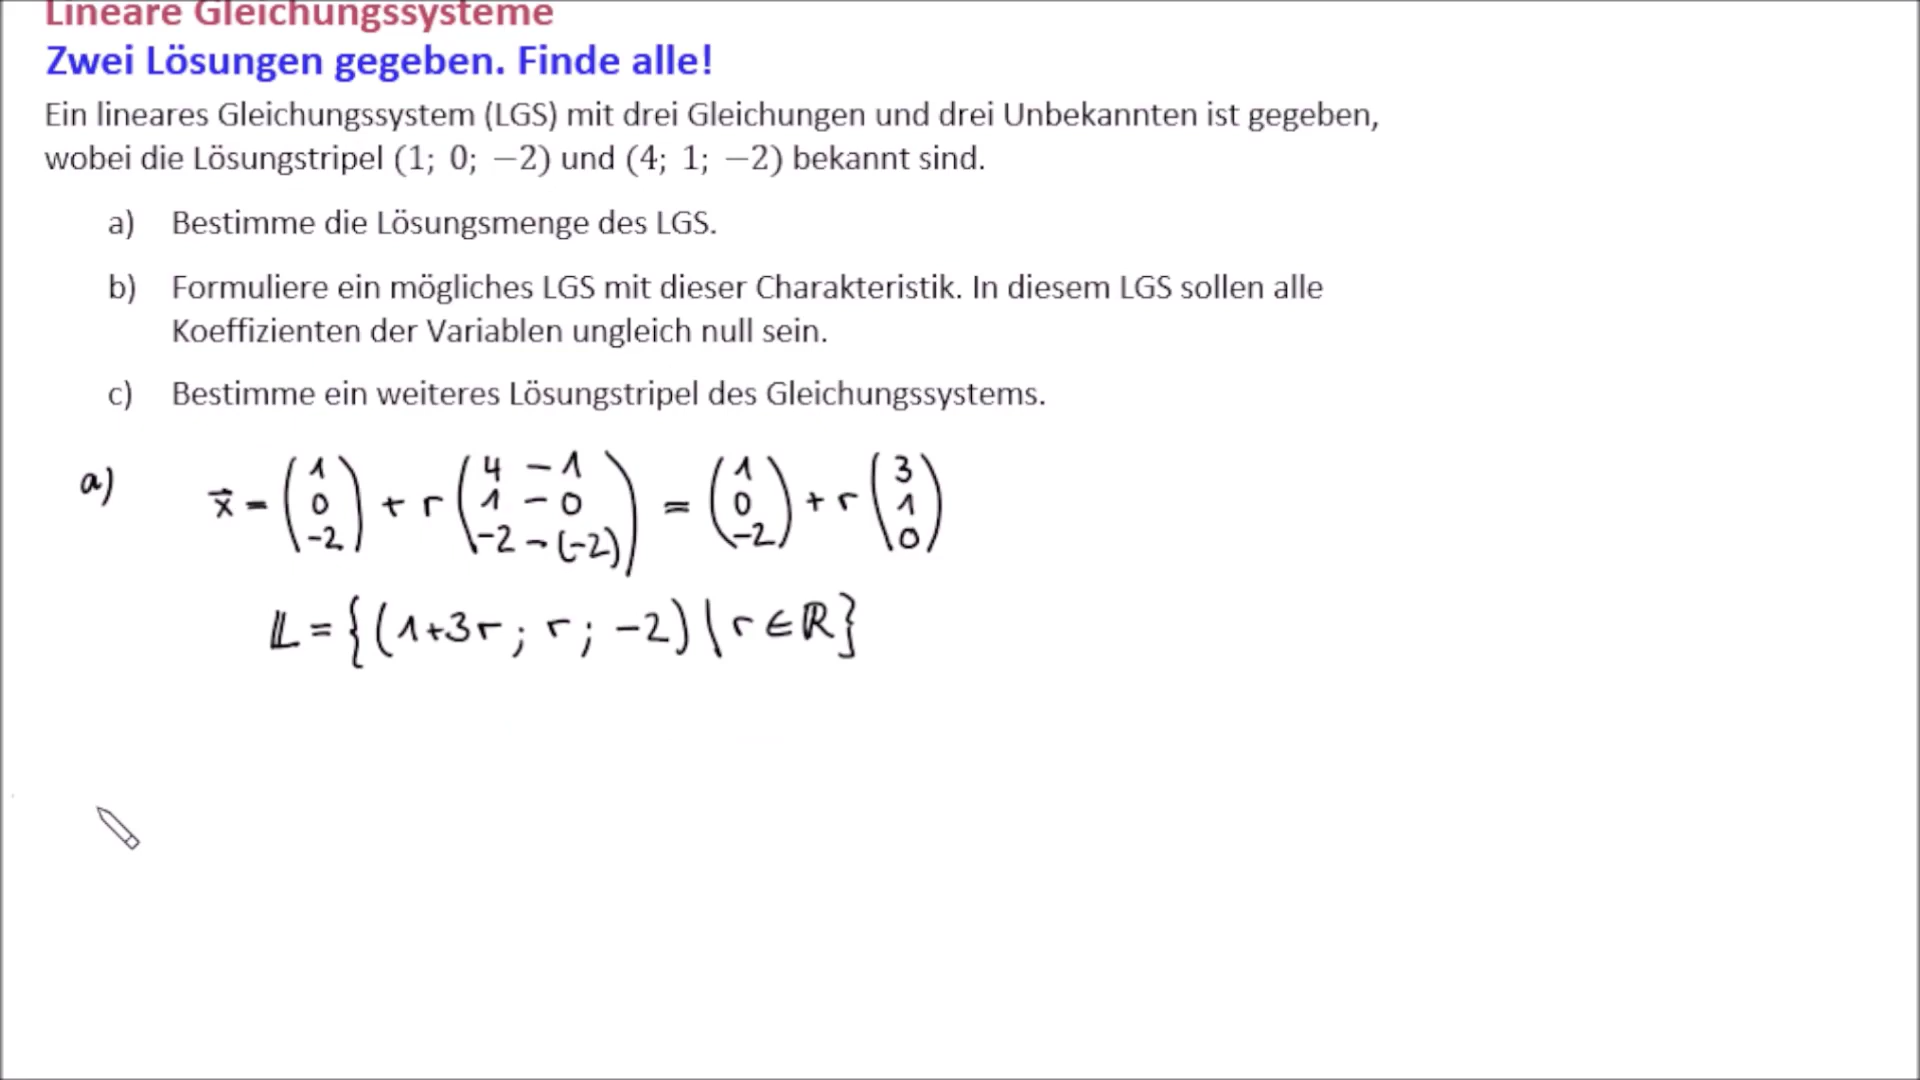 Lineare Gleichungssysteme
Zwei Lösungen gegeben. Finde alle!
Ein lineares Gleichungssystem (LGS) mit drei Gleichungen und drei Unbekannten ist gegeben,
wobei die Lösungstripel (1; 0; −2) und (4; 1; −2) bekannt sind.
a) Bestimme die Lösungsmenge des LGS.
b) Formuliere ein mögliches LGS mit dieser Charakteristik. In diesem LGS sollen alle
Koeffizienten der Variablen ungleich null sein.
c) Bestimme ein weiteres Lösungstripel des Gleichungssystems.
a) x⃗ = (1 0 -2) + r (4 - 1 1 - 0 -2 - (-2)) = (1 0 -2) + r (3 1 0)
𝕃 = {(1+3r; r; -2) | r ∈ ℝ}